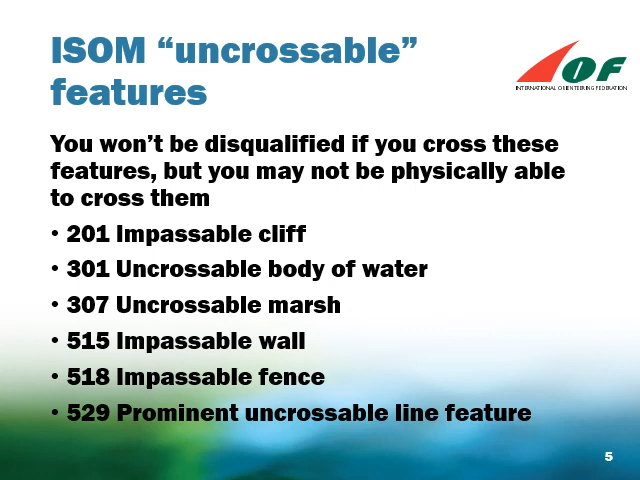 ISOM “uncrossable”
features
IOF
INTERNATIONAL ORIENTEERING FEDERATION
You won’t be disqualified if you cross these
features, but you may not be physically able
to cross them
• 201 Impassable cliff
• 301 Uncrossable body of water
• 307 Uncrossable marsh
• 515 Impassable wall
• 518 Impassable fence
• 529 Prominent uncrossable line feature
5